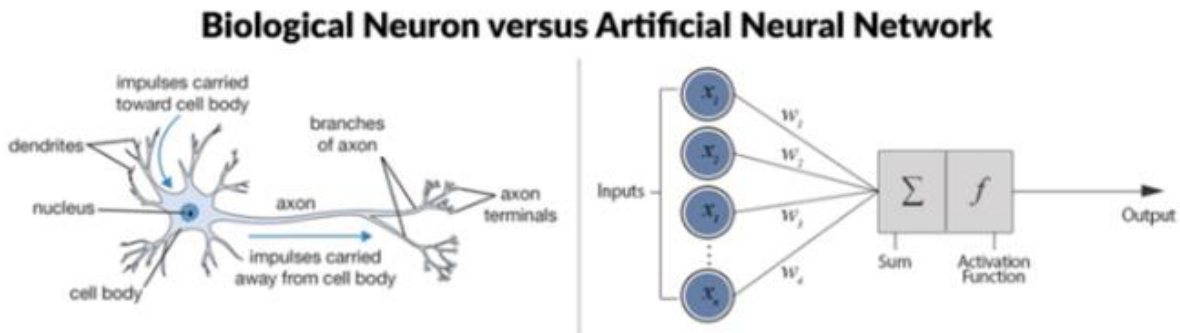 Biological Neuron versus Artificial Neural Network
impulses carried
toward cell body
dendrites
nucleus
cell body
axon
impulses carried
away from cell body
branches
of axon
axon
terminals
Inputs
x₁
x₂
x₃
xₙ
w₁
w₂
w₃
w₄
∑
f
Sum
Activation
Function
Output